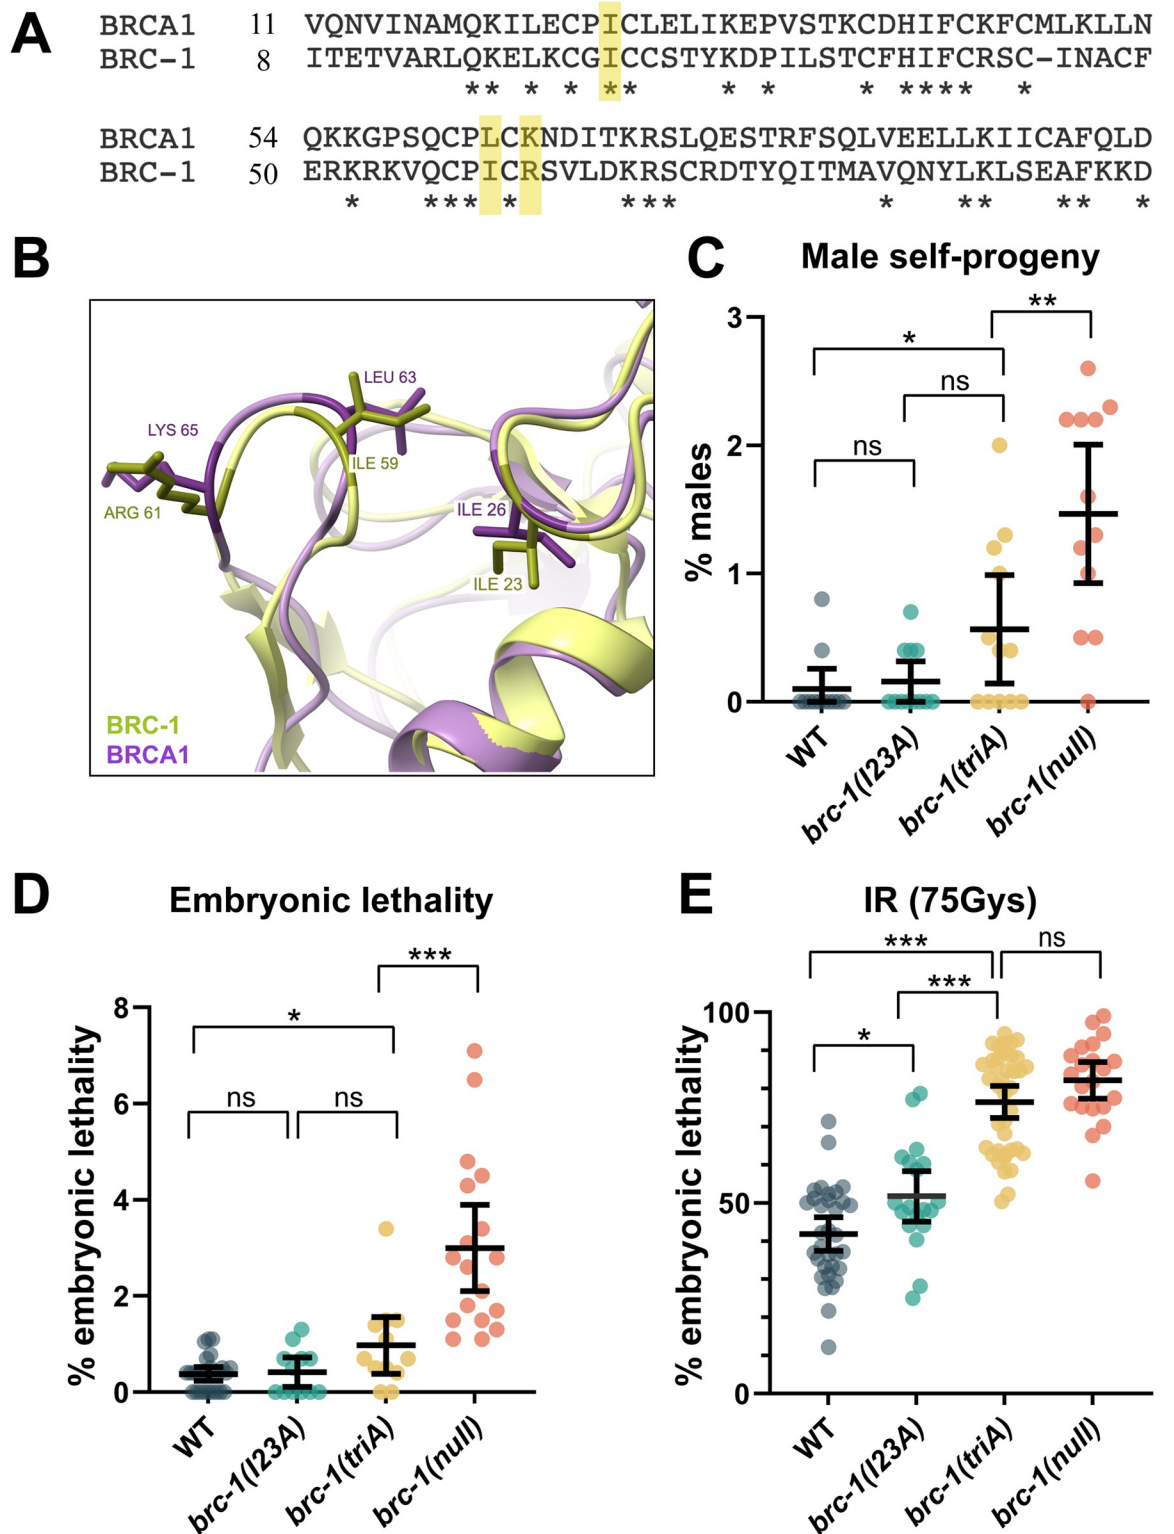 A
BRCA1 11 VQNVINAMQKILECPICLELIKEPVSTKCDHIFCKFCMLKLLN
BRC-1 8 ITETVARLQKELKCGICCSTYKDPILSTCFHIFCRSC-INACF
** * * ** * * * **** *
BRCA1 54 QKKGPSQCPLCKNDITKRSLQESTRFSQLVEELLKIICAFQLD
BRC-1 50 ERKRKVQCPICRSVLDKRSCRDTYQITMAVQNYLKLSEAFKKD
* *** * *** * ** ** *
B
LEU 63
LYS 65
ILE 59
ARG 61
ILE 26
ILE 23
BRC-1
BRCA1
C
Male self-progeny
**
*
ns
ns
% males
3
2
1
0
WT
brc-1(I23A)
brc-1(triA)
brc-1(null)
D
Embryonic lethality
***
*
ns
ns
% embryonic lethality
8
6
4
2
0
WT
brc-1(I23A)
brc-1(triA)
brc-1(null)
E
IR (75Gys)
***
ns
***
*
% embryonic lethality
100
50
0
WT
brc-1(I23A)
brc-1(triA)
brc-1(null)